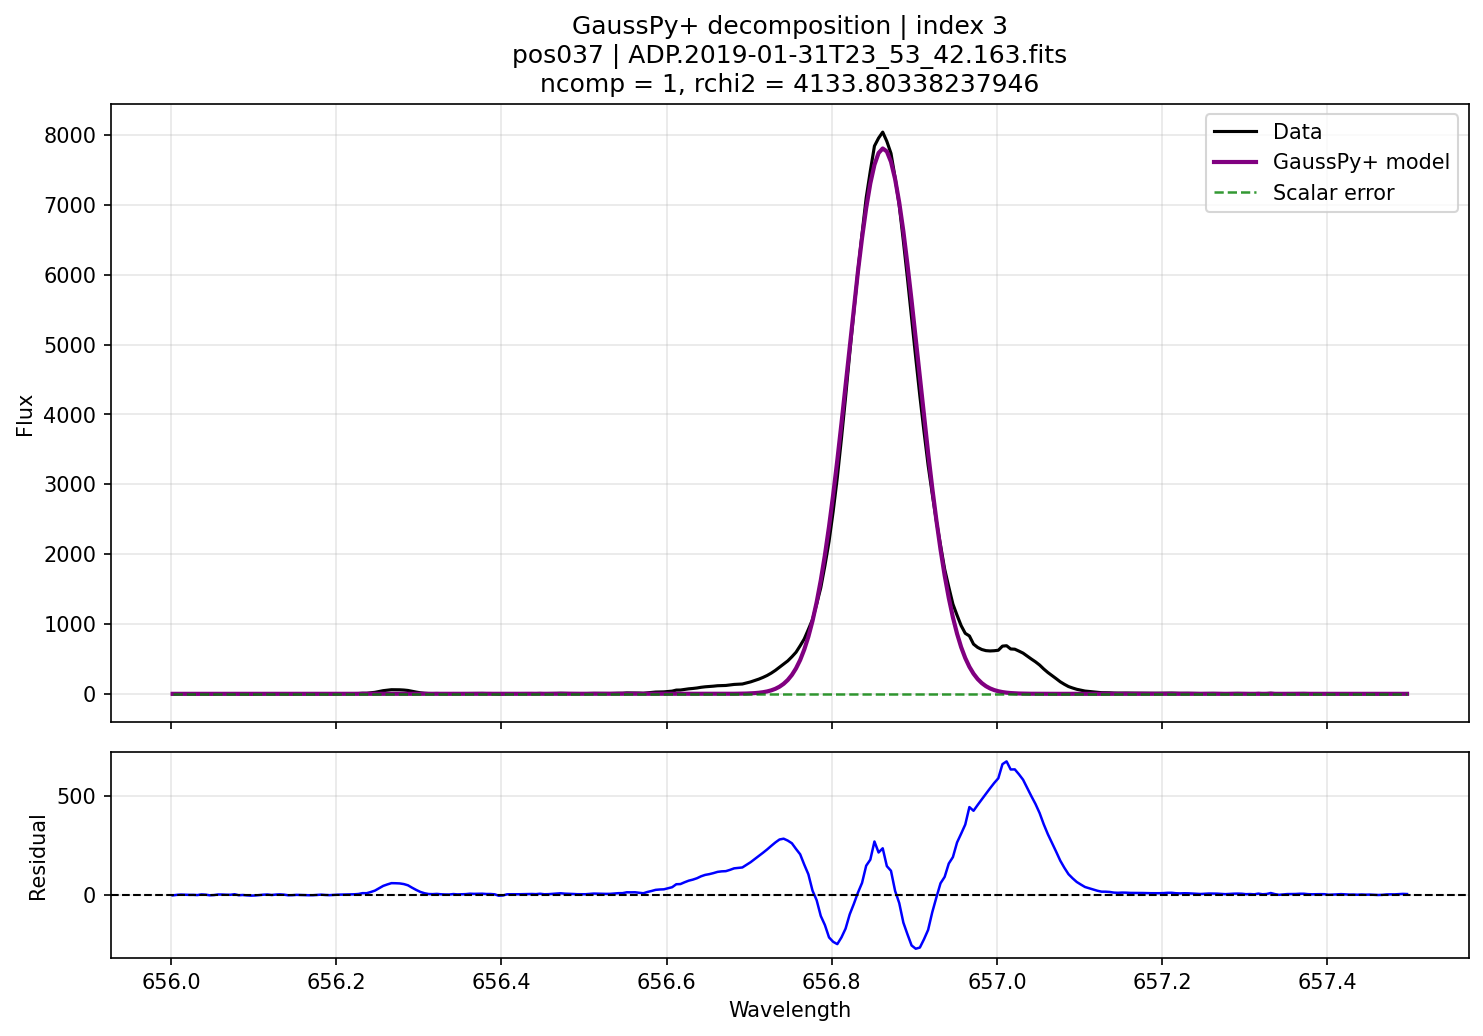 GaussPy+ decomposition | index 3
pos037 | ADP.2019-01-31T23_53_42.163.fits
ncomp = 1, rchi2 = 4133.80338237946
Data
GaussPy+ model
Scalar error
Flux
8000
7000
6000
5000
4000
3000
2000
1000
0
Residual
500
0
656.0 656.2 656.4 656.6 656.8 657.0 657.2 657.4
Wavelength